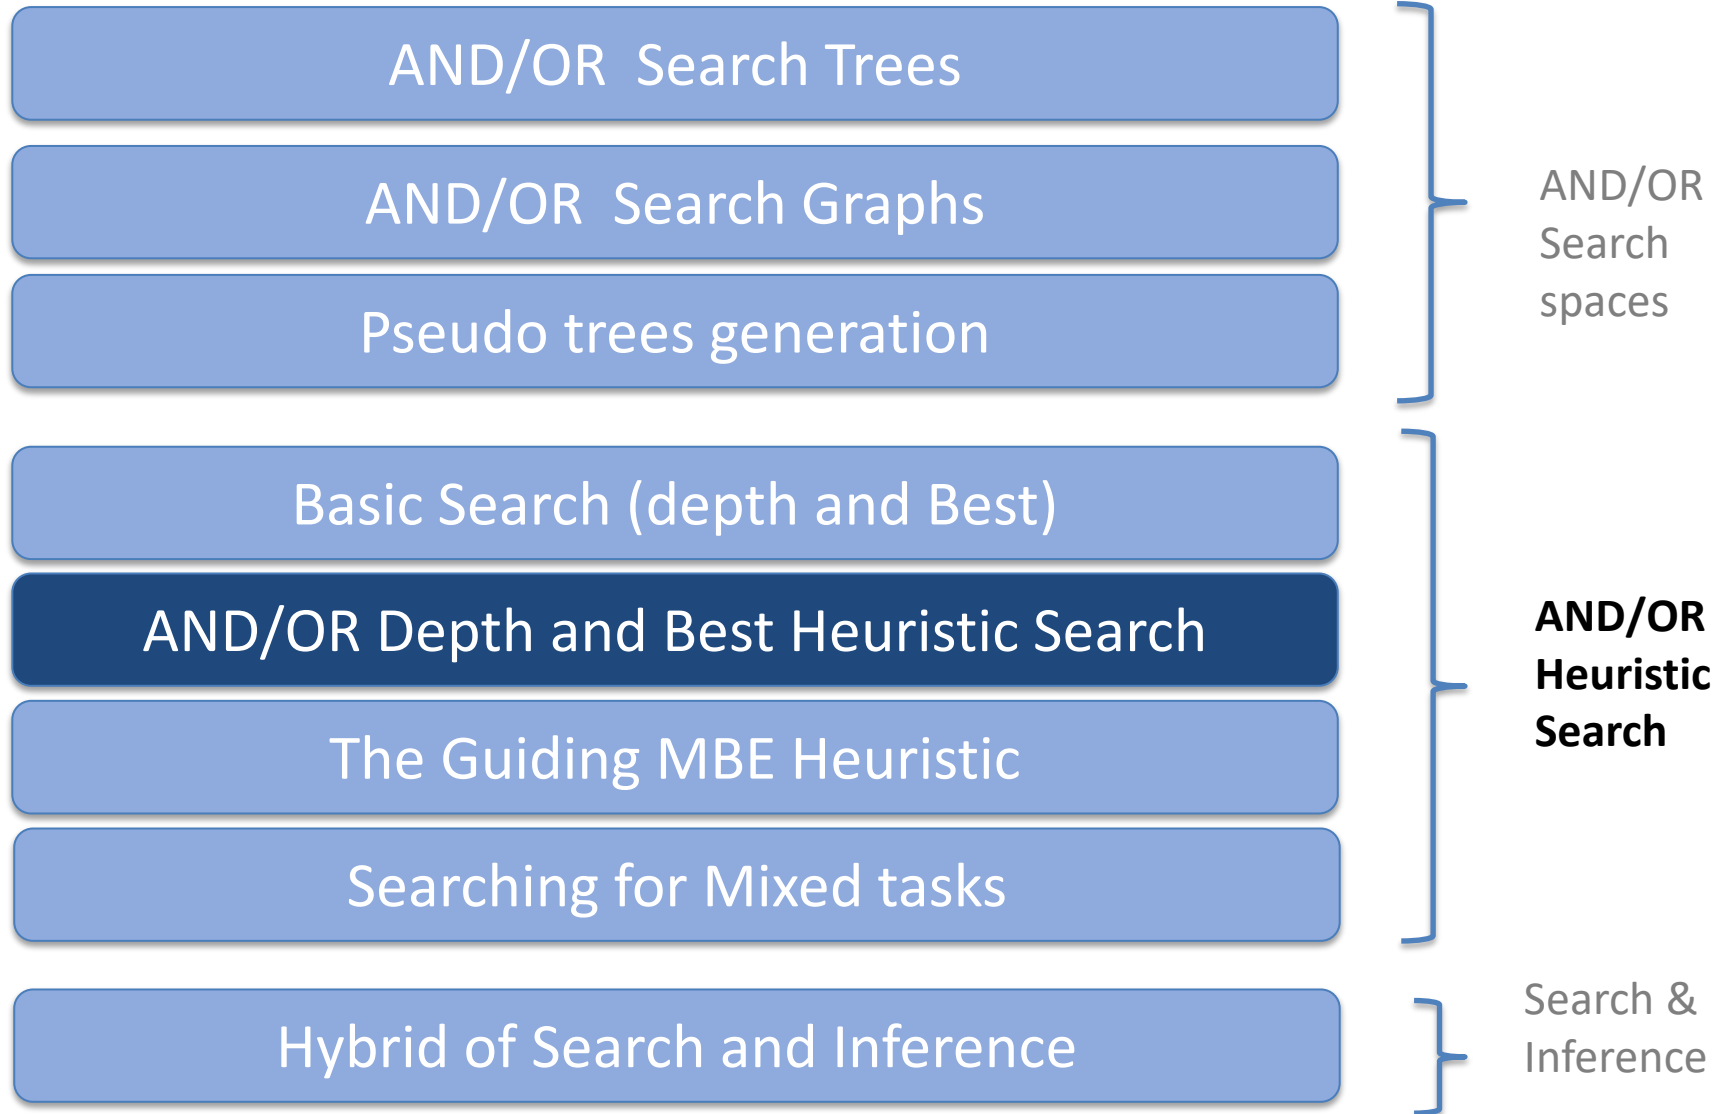 AND/OR  Search Trees
AND/OR  Search Graphs
Pseudo trees generation
AND/OR
Search
spaces
Basic Search (depth and Best)
AND/OR Depth and Best Heuristic Search
The Guiding MBE Heuristic
Searching for Mixed tasks
AND/OR
Heuristic
Search
Hybrid of Search and Inference
Search &
Inference